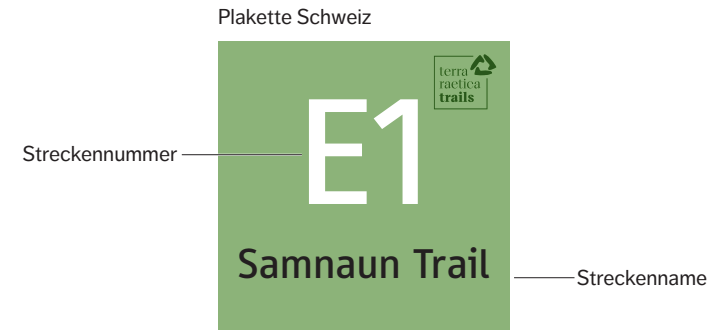 Plakette Schweiz
terra
raetica
trails
E1
Streckennummer
Samnaun Trail
Streckenname